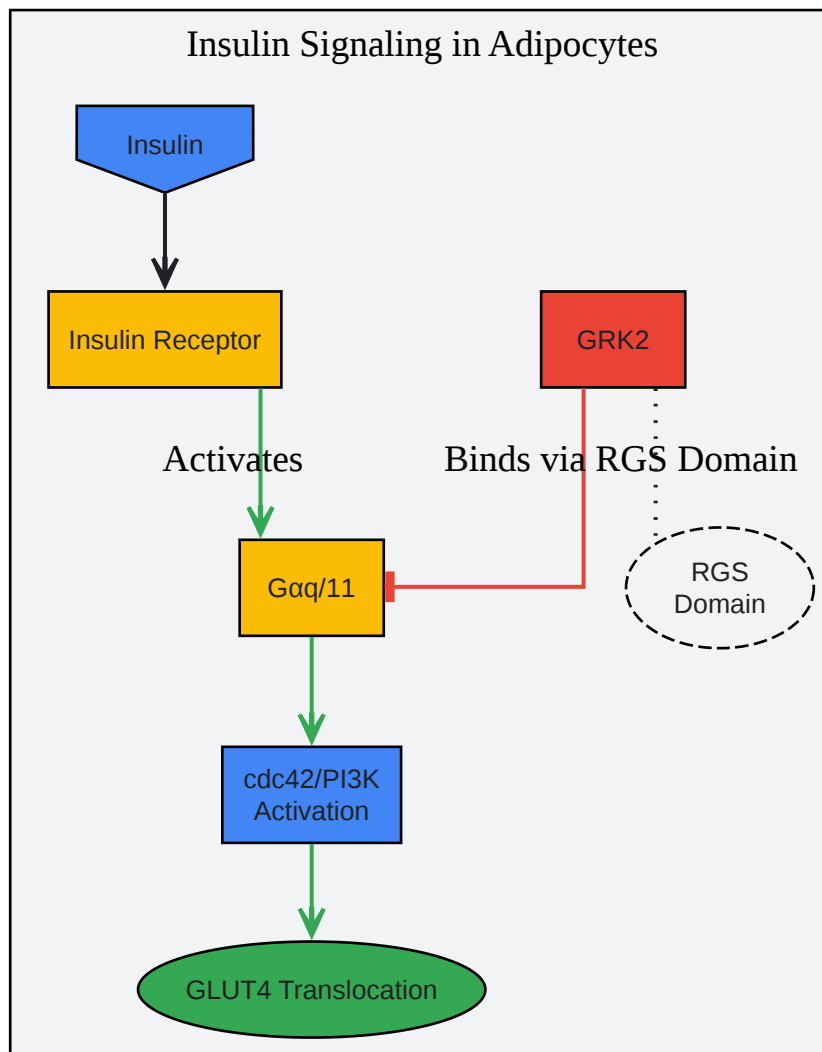 Insulin Signaling in Adipocytes
Insulin
Insulin Receptor
GRK2
Activates
Binds via RGS Domain
Gαq/11
RGS
Domain
cdc42/PI3K
Activation
GLUT4 Translocation